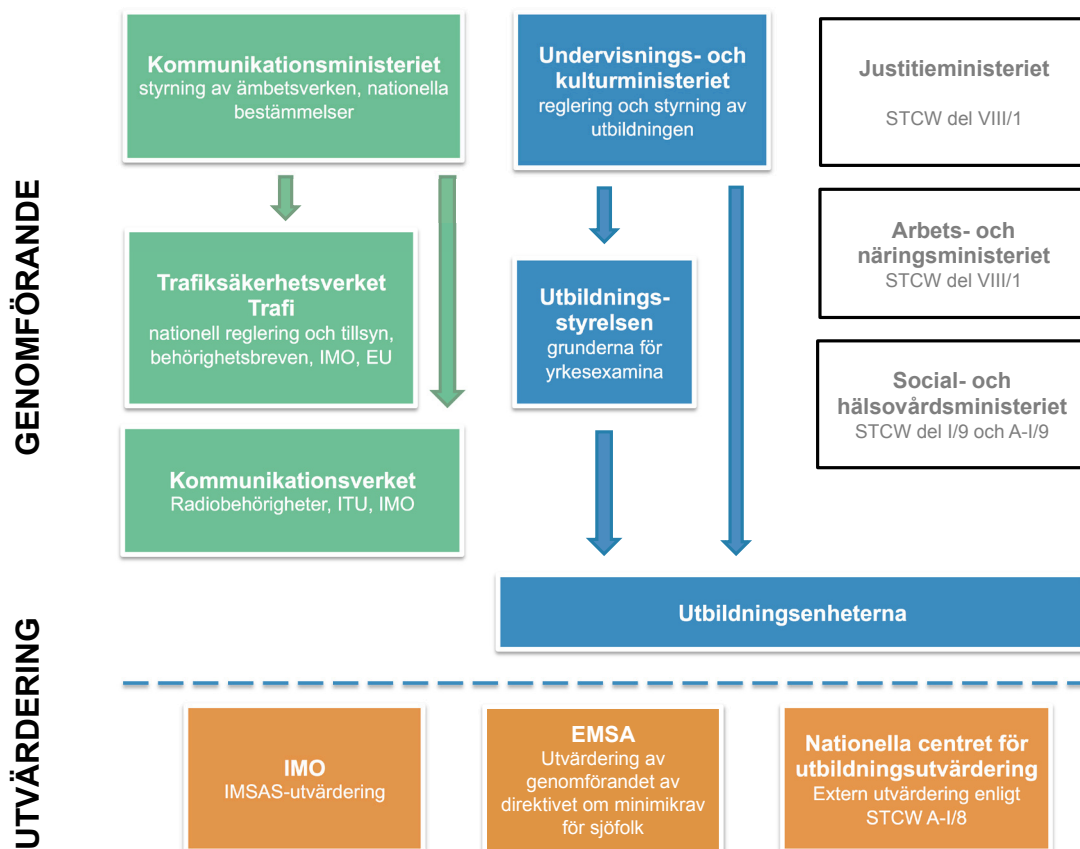 GENOMFÖRANDE
Kommunikationsministeriet
styrning av ämbetsverken, nationella
bestämmelser
Trafiksäkerhetsverket
Trafi
nationell reglering och tillsyn,
behörighetsbreven, IMO, EU
Kommunikationsverket
Radiobehörigheter, ITU, IMO
Undervisnings- och
kulturministeriet
reglering och styrning av
utbildningen
Utbildnings-
styrelsen
grunderna för
yrkesexamina
Justitieministeriet
STCW del VIII/1
Arbets- och
näringsministeriet
STCW del VIII/1
Social- och
hälsovårdsministeriet
STCW del I/9 och A-I/9
Utbildningsenheterna
UTVÄRDERING
IMO
IMSAS-utvärdering
EMSA
Utvärdering av
genomförandet av
direktivet om minimikrav
för sjöfolk
Nationella centret för
utbildningsutvärdering
Extern utvärdering enligt
STCW A-I/8